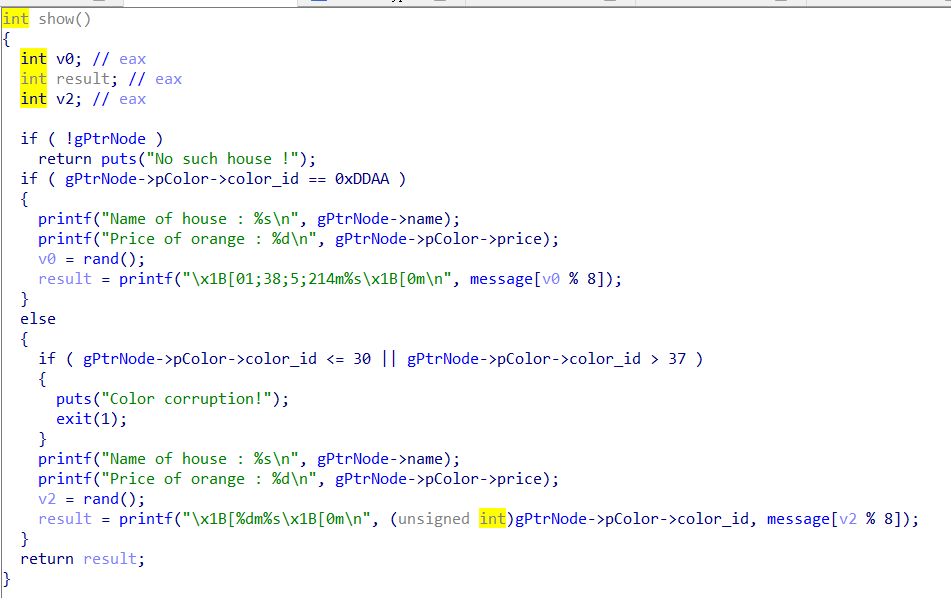 int show()
{
  int v0; // eax
  int result; // eax
  int v2; // eax

  if ( !gPtrNode )
    return puts("No such house !");
  if ( gPtrNode->pColor->color_id == 0xDDAA )
  {
    printf("Name of house : %s\n", gPtrNode->name);
    printf("Price of orange : %d\n", gPtrNode->pColor->price);
    v0 = rand();
    result = printf("\x1B[01;38;5;214m%s\x1B[0m\n", message[v0 % 8]);
  }
  else
  {
    if ( gPtrNode->pColor->color_id <= 30 || gPtrNode->pColor->color_id > 37 )
    {
      puts("Color corruption!");
      exit(1);
    }
    printf("Name of house : %s\n", gPtrNode->name);
    printf("Price of orange : %d\n", gPtrNode->pColor->price);
    v2 = rand();
    result = printf("\x1B[%dm%s\x1B[0m\n", (unsigned int)gPtrNode->pColor->color_id, message[v2 % 8]);
  }
  return result;
}